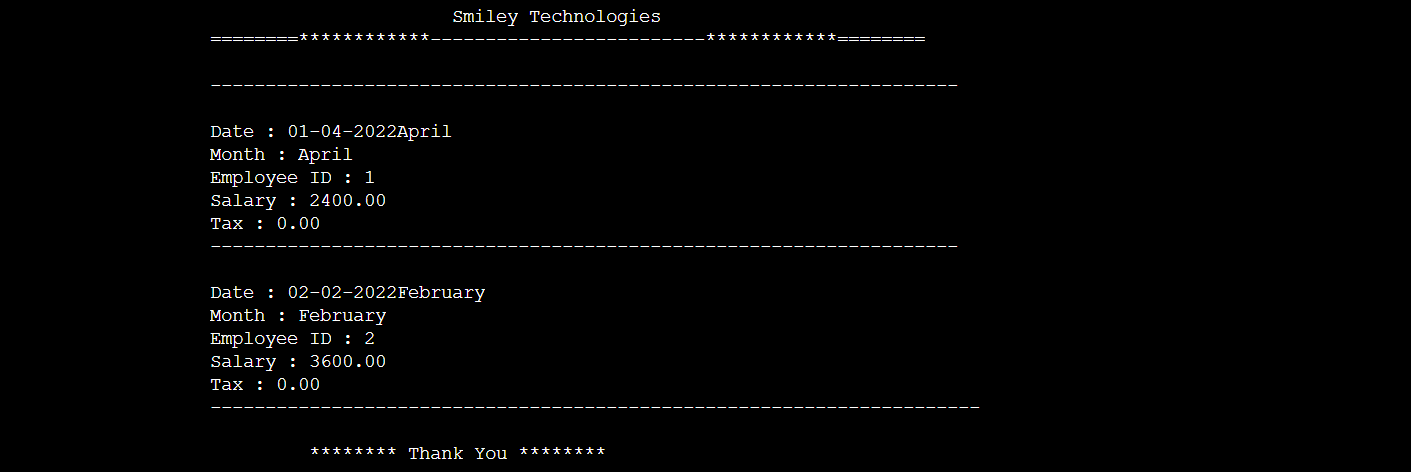 Smiley Technologies
========************-------------------------************========
--------------------------------------------------------------------
Date : 01-04-2022April
Month : April
Employee ID : 1
Salary : 2400.00
Tax : 0.00
--------------------------------------------------------------------
Date : 02-02-2022February
Month : February
Employee ID : 2
Salary : 3600.00
Tax : 0.00
----------------------------------------------------------------------
******** Thank You ********